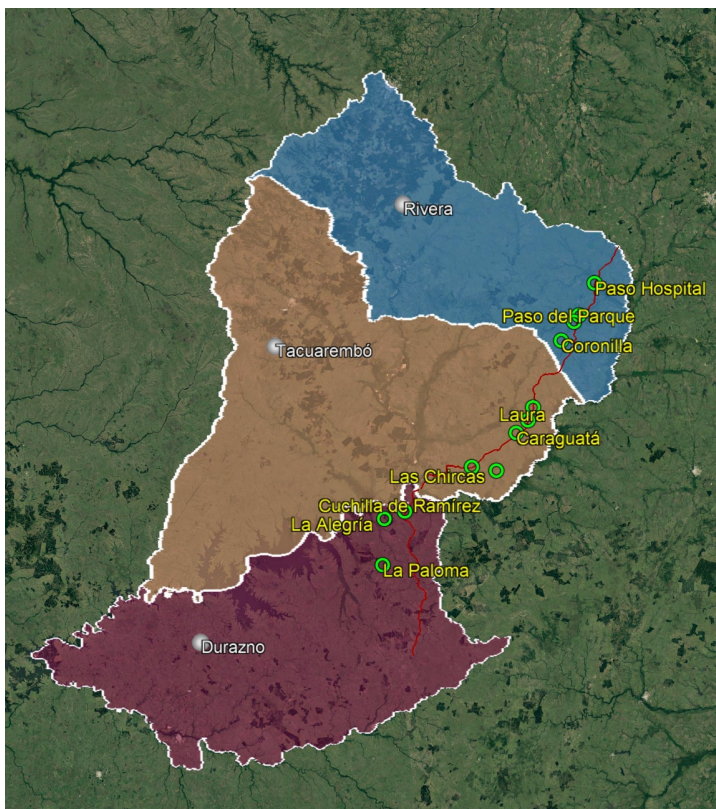 Rivera
Paso Hospital
Paso del Parque
Coronilla
Tacuarembó
Laura
Caraguatá
Las Chircas
Cuchilla de Ramírez
La Alegría
La Paloma
Durazno